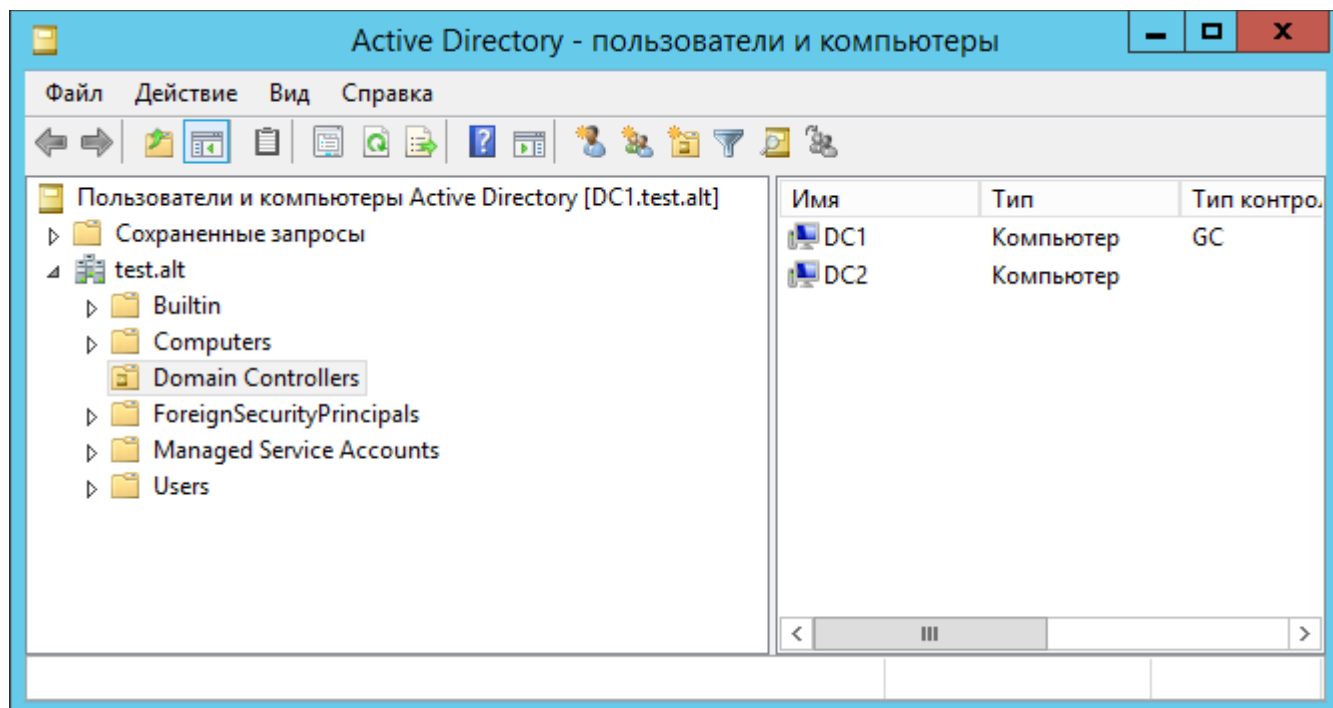 Active Directory - пользователи и компьютеры
Файл Действие Вид Справка
Пользователи и компьютеры Active Directory [DC1.test.alt]
Сохраненные запросы
test.alt
Builtin
Computers
Domain Controllers
ForeignSecurityPrincipals
Managed Service Accounts
Users
Имя Тип Тип контро.
DC1 Компьютер GC
DC2 Компьютер